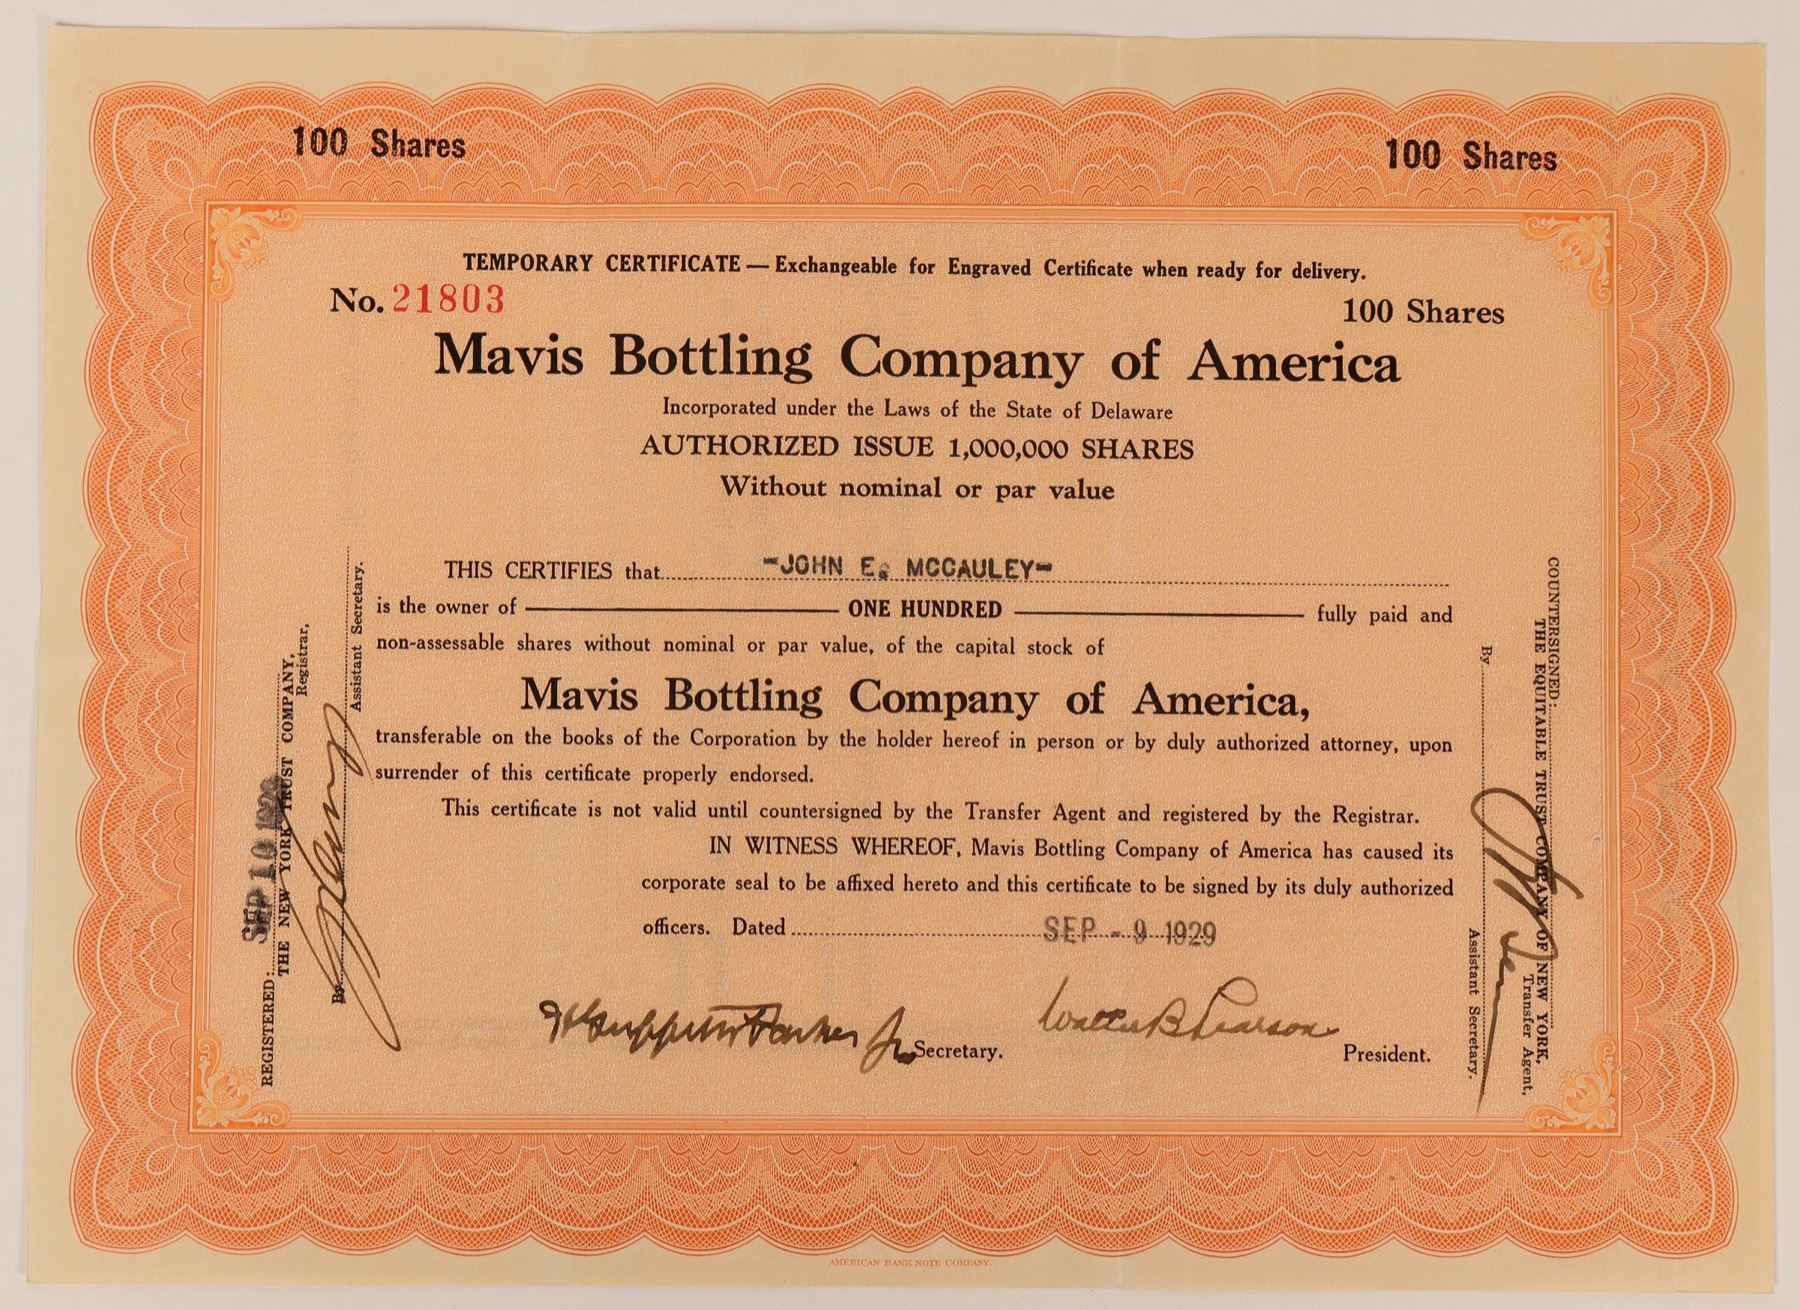 100 Shares 100 Shares
TEMPORARY CERTIFICATE — Exchangeable for Engraved Certificate when ready for delivery.
No. 21803 100 Shares
Mavis Bottling Company of America
Incorporated under the Laws of the State of Delaware
AUTHORIZED ISSUE 1,000,000 SHARES
Without nominal or par value
THIS CERTIFIES that -JOHN E. MCCAULEY-
is the owner of ONE HUNDRED fully paid and
non-assessable shares without nominal or par value, of the capital stock of
Mavis Bottling Company of America,
transferable on the books of the Corporation by the holder hereof in person or by duly authorized attorney, upon
surrender of this certificate properly endorsed.
This certificate is not valid until countersigned by the Transfer Agent and registered by the Registrar.
IN WITNESS WHEREOF, Mavis Bottling Company of America has caused its
corporate seal to be affixed hereto and this certificate to be signed by its duly authorized
officers. Dated SEP - 9 1929
Jr. Secretary.
Walter B Pearson President.
REGISTERED: SEP 10 1929
THE NEW YORK TRUST COMPANY,
Registrar,
By
Assistant Secretary.
COUNTERSIGNED:
THE EQUITABLE TRUST COMPANY OF NEW YORK,
Transfer Agent,
By
Assistant Secretary.
AMERICAN BANK NOTE COMPANY.